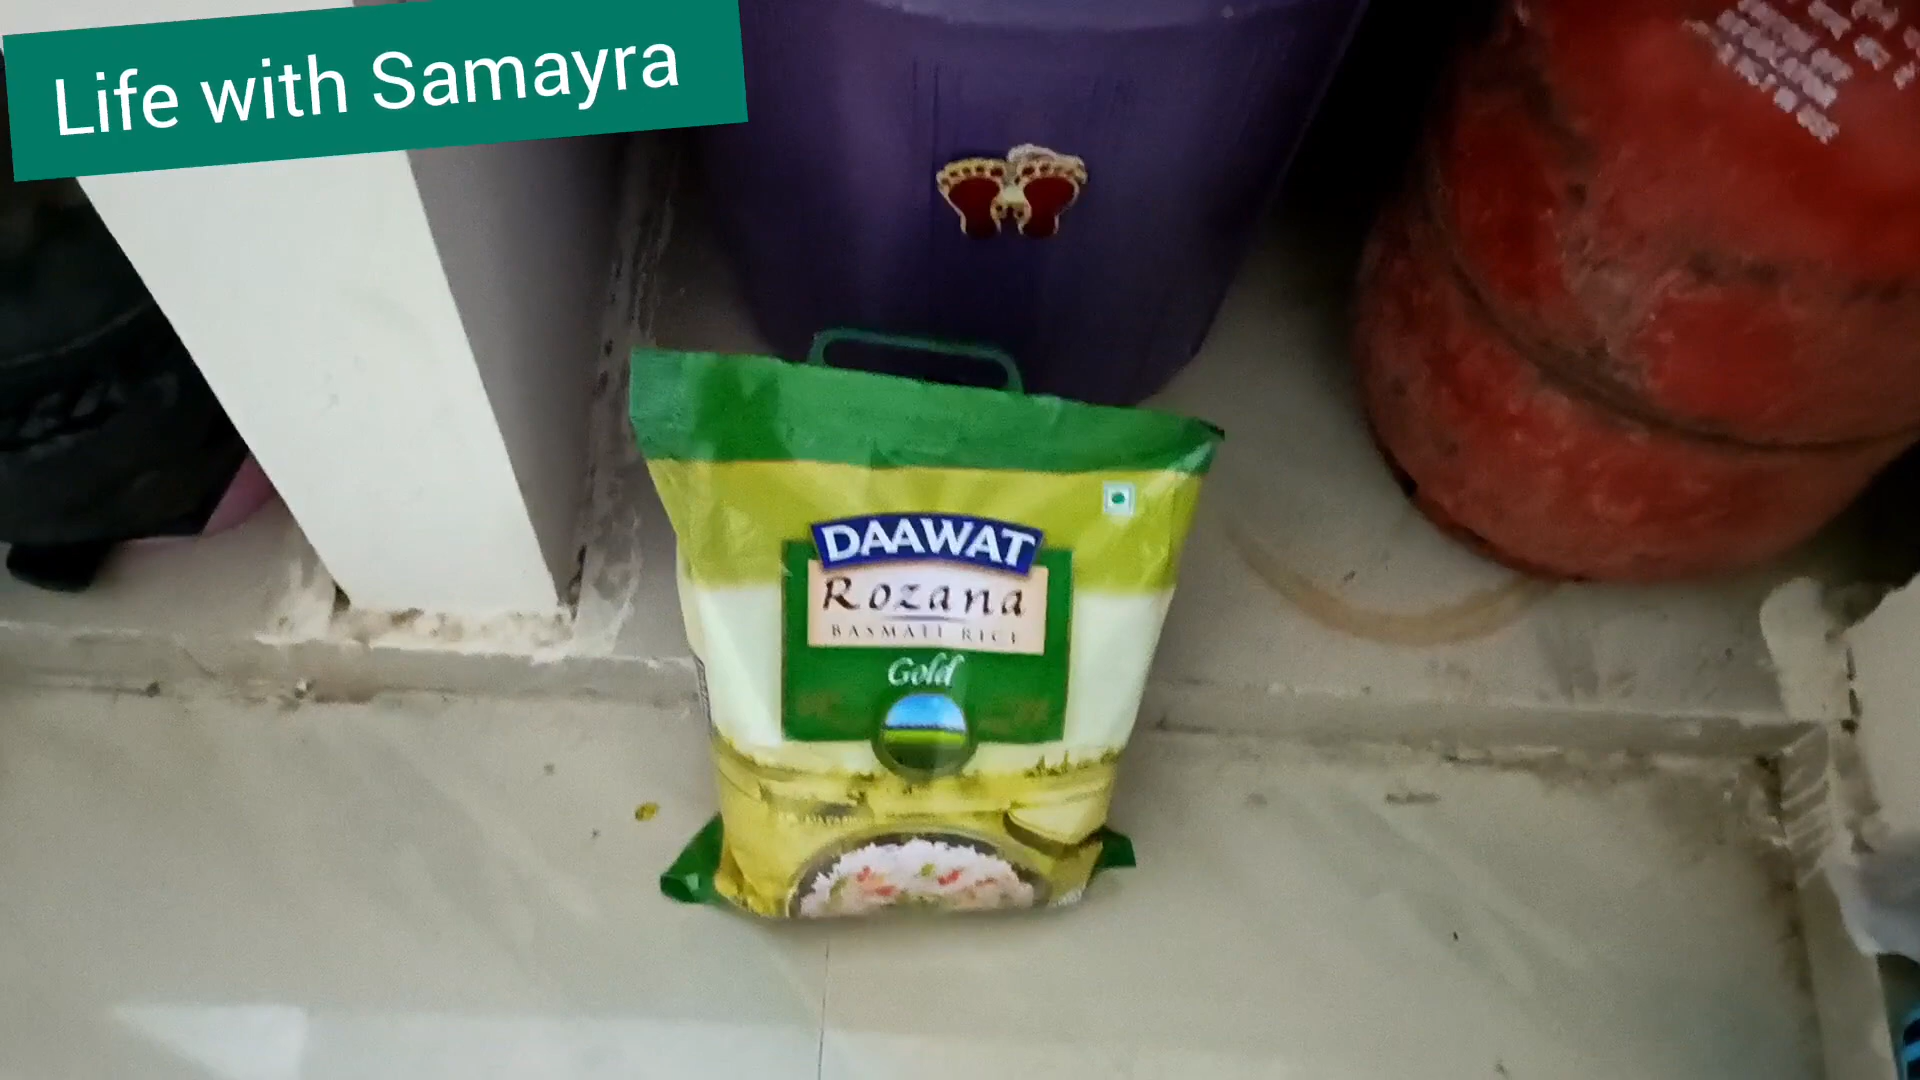 Life with Samayra
DAAWAT
Rozana
BASMATI RICE
Gold